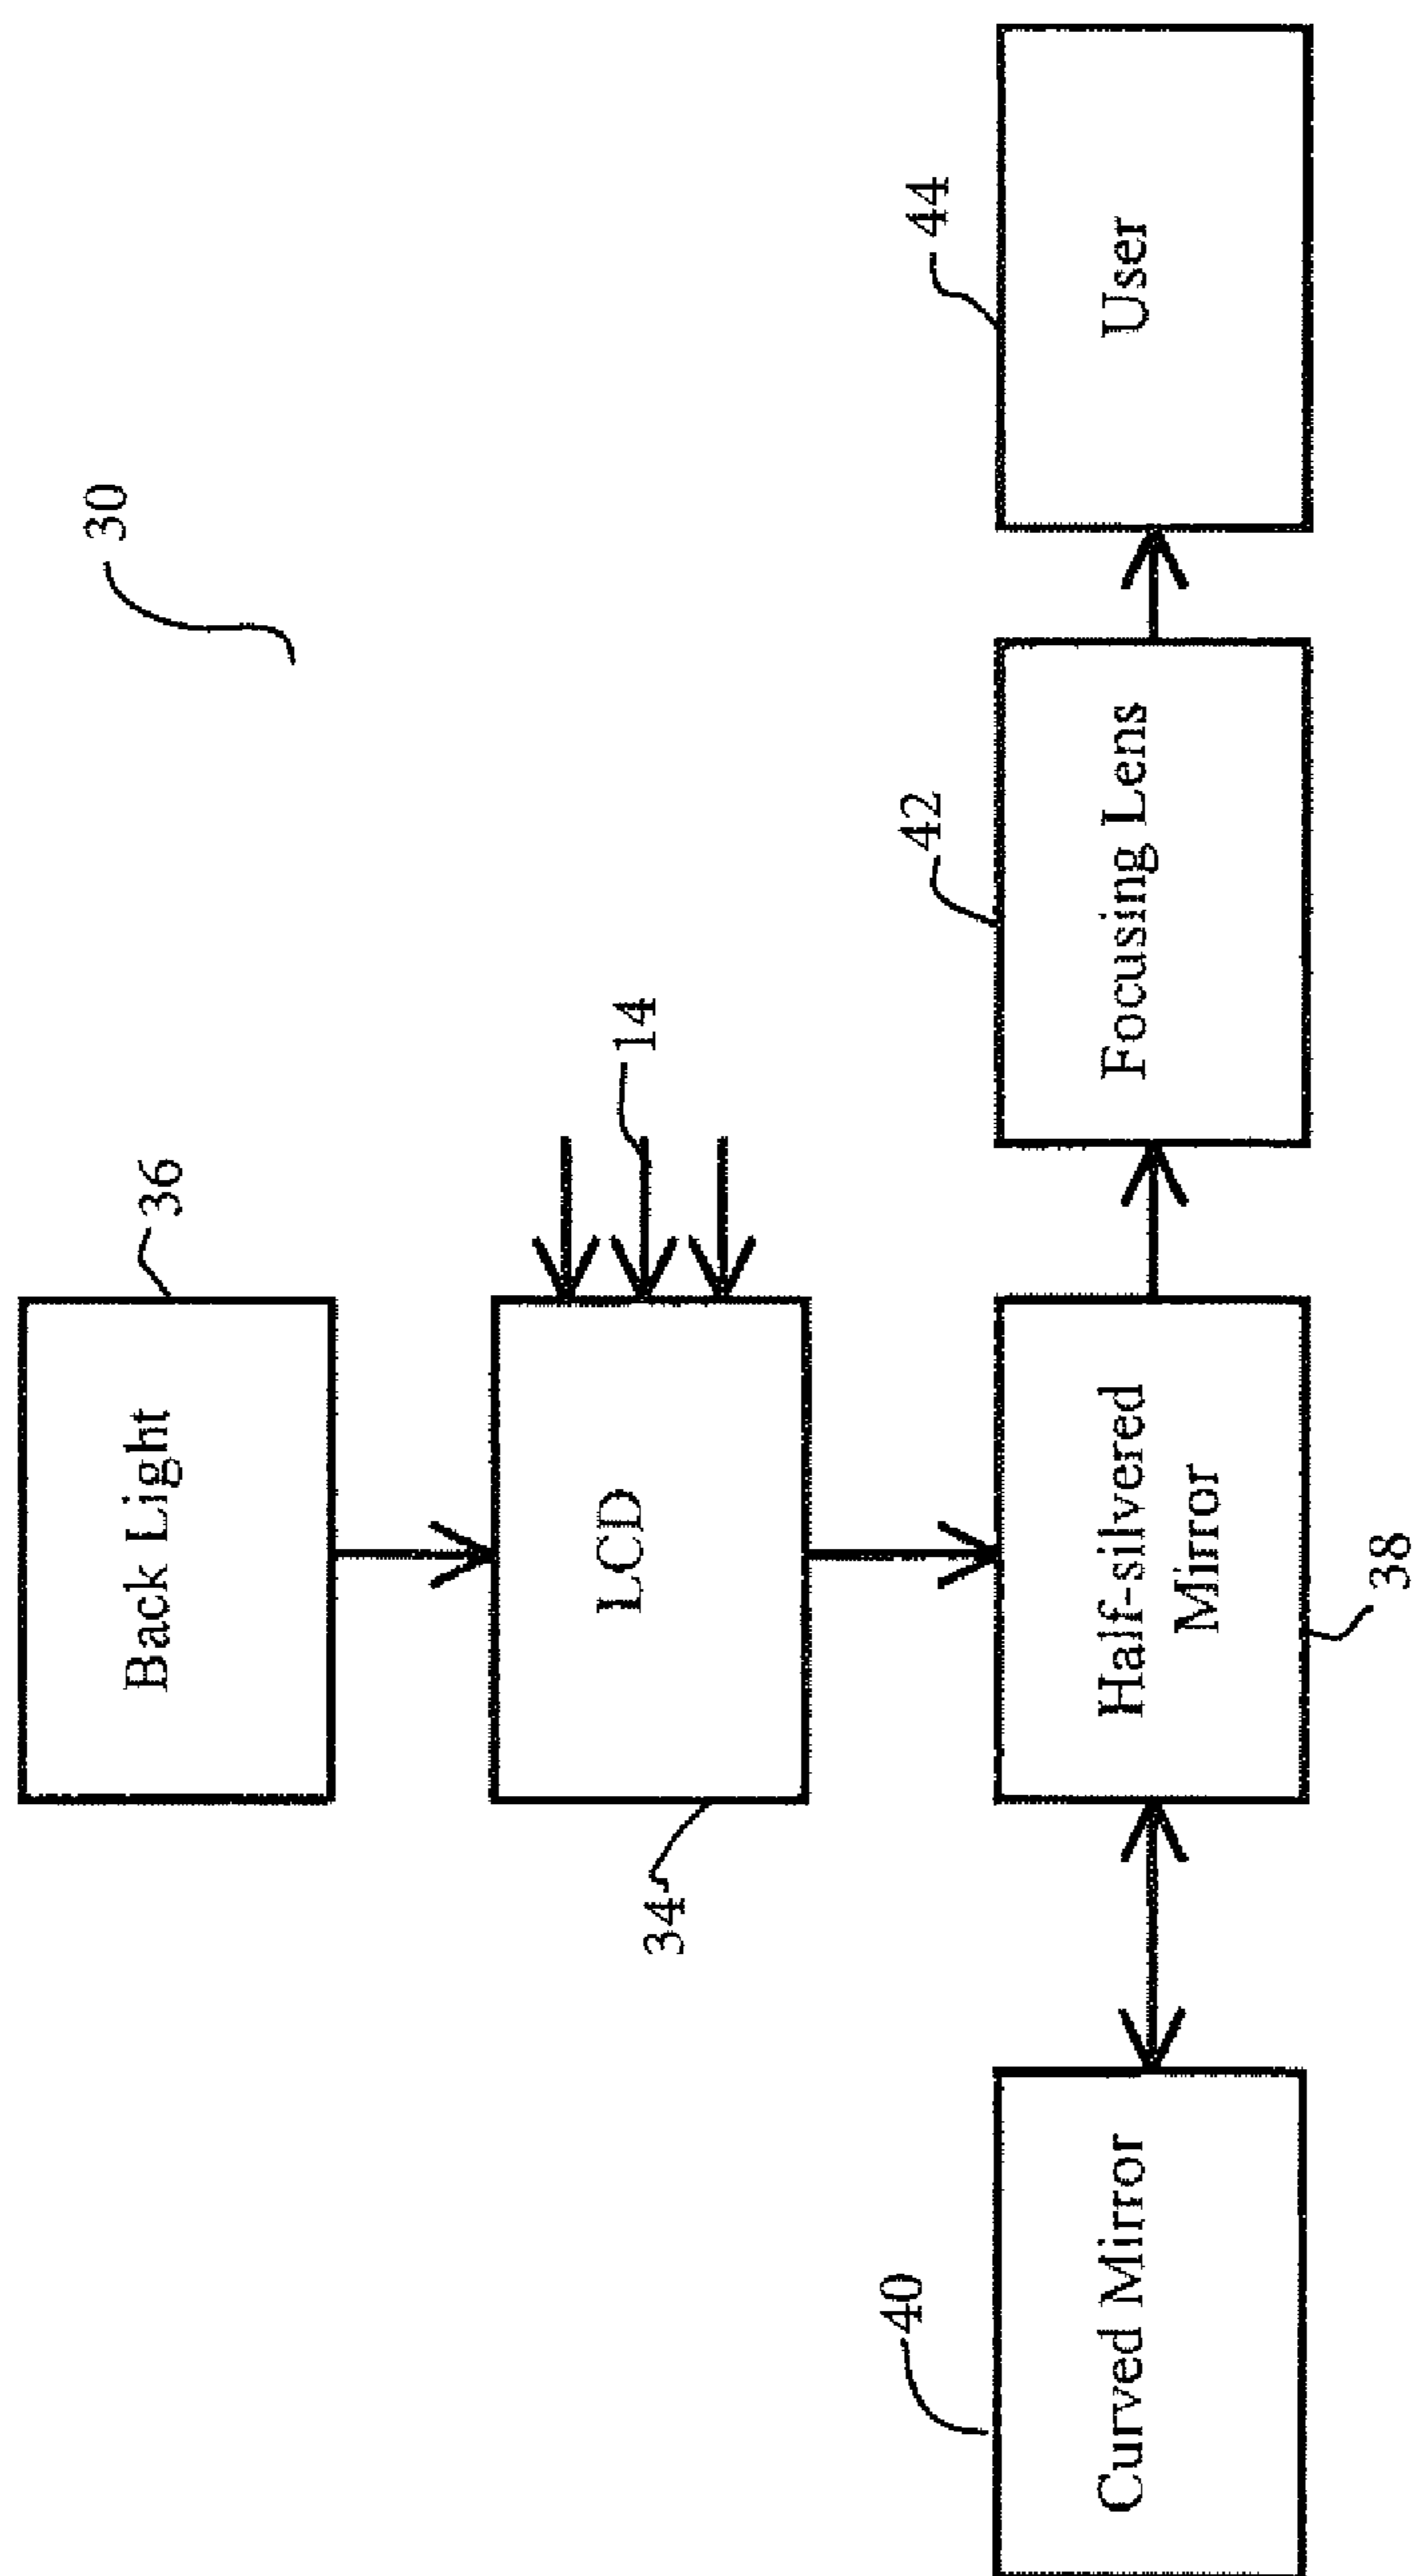 30
Back Light
36
LCD
34
14
Curved Mirror
40
Half-silvered
Mirror
38
Focusing Lens
42
User
44